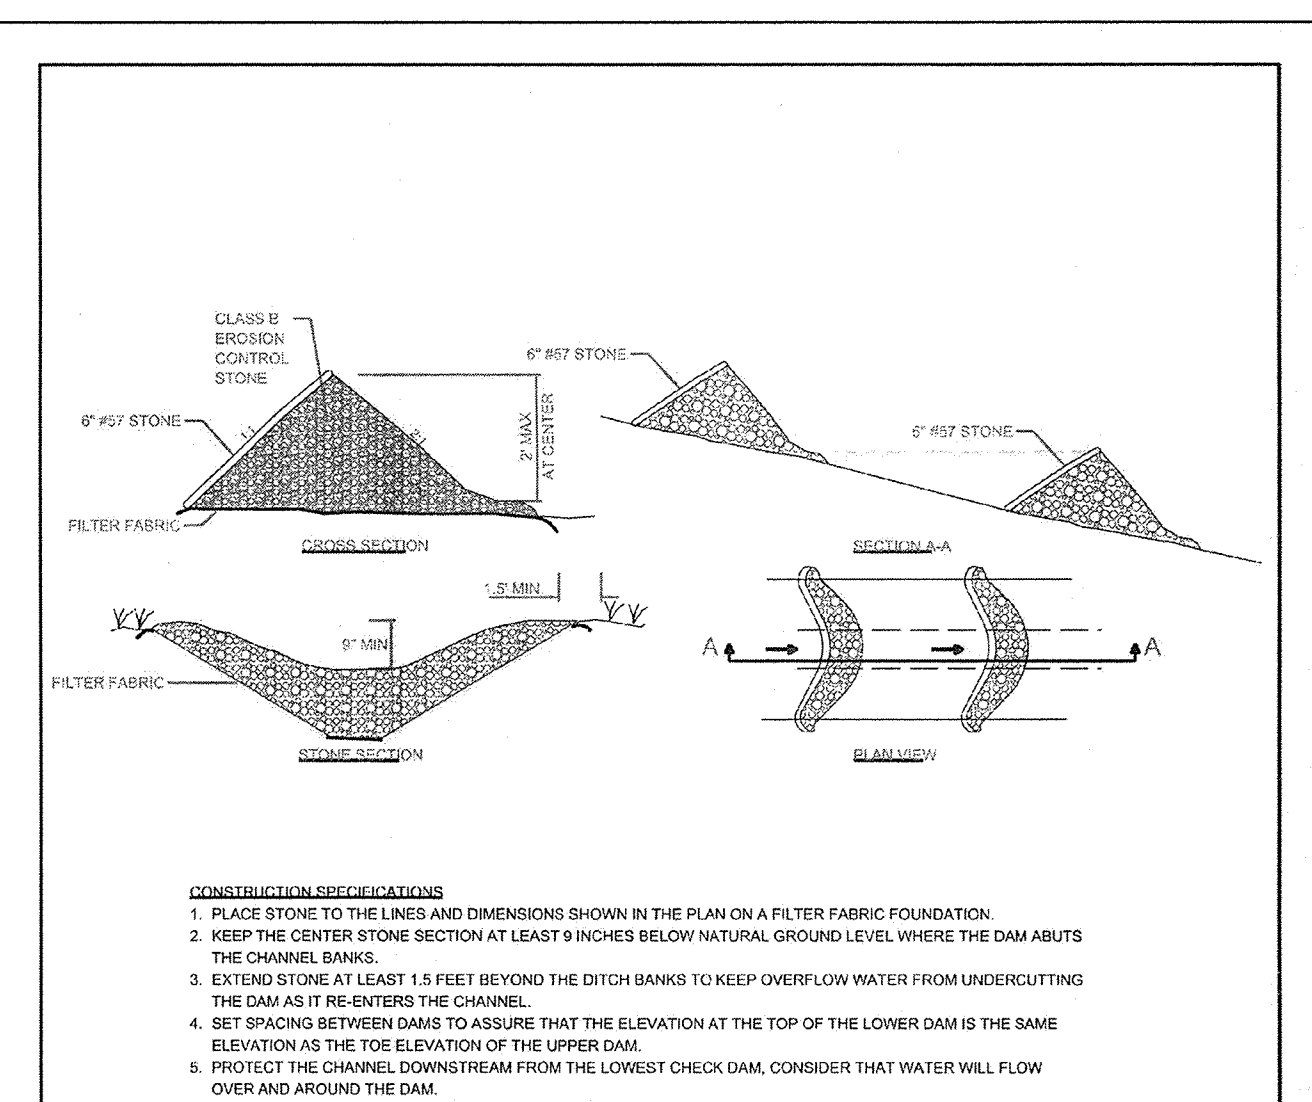 CLASS B
EROSION
CONTROL
STONE
6" #57 STONE
1:1
2:1
2' MAX
AT CENTER
FILTER FABRIC
CROSS SECTION
6" #57 STONE
6" #57 STONE
SECTION A-A
1.5' MIN.
9" MIN
FILTER FABRIC
STONE SECTION
A
A
PLAN VIEW
CONSTRUCTION SPECIFICATIONS
1. PLACE STONE TO THE LINES AND DIMENSIONS SHOWN IN THE PLAN ON A FILTER FABRIC FOUNDATION.
2. KEEP THE CENTER STONE SECTION AT LEAST 9 INCHES BELOW NATURAL GROUND LEVEL WHERE THE DAM ABUTS
THE CHANNEL BANKS.
3. EXTEND STONE AT LEAST 1.5 FEET BEYOND THE DITCH BANKS TO KEEP OVERFLOW WATER FROM UNDERCUTTING
THE DAM AS IT RE-ENTERS THE CHANNEL.
4. SET SPACING BETWEEN DAMS TO ASSURE THAT THE ELEVATION AT THE TOP OF THE LOWER DAM IS THE SAME
ELEVATION AS THE TOE ELEVATION OF THE UPPER DAM.
5. PROTECT THE CHANNEL DOWNSTREAM FROM THE LOWEST CHECK DAM, CONSIDER THAT WATER WILL FLOW
OVER AND AROUND THE DAM.